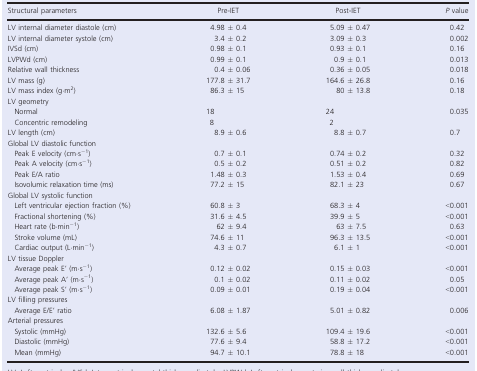 Structural parameters Pre-IET Post-IET P value
LV internal diameter diastole (cm) 4.98 ± 0.4 5.09 ± 0.47 0.42
LV internal diameter systole (cm) 3.4 ± 0.2 3.09 ± 0.3 0.002
IVSd (cm) 0.98 ± 0.1 0.93 ± 0.1 0.16
LVPWd (cm) 0.99 ± 0.1 0.9 ± 0.1 0.013
Relative wall thickness 0.4 ± 0.06 0.36 ± 0.05 0.018
LV mass (g) 177.8 ± 31.7 164.6 ± 26.8 0.16
LV mass index (g·m²) 86.3 ± 15 80 ± 13.8 0.18
LV geometry
Normal 18 24 0.035
Concentric remodeling 8 2
LV length (cm) 8.9 ± 0.6 8.8 ± 0.7 0.7
Global LV diastolic function
Peak E velocity (cm·s⁻¹) 0.7 ± 0.1 0.74 ± 0.2 0.32
Peak A velocity (cm·s⁻¹) 0.5 ± 0.2 0.51 ± 0.2 0.82
Peak E/A ratio 1.48 ± 0.3 1.53 ± 0.4 0.69
Isovolumic relaxation time (ms) 77.2 ± 15 82.1 ± 23 0.67
Global LV systolic function
Left ventricular ejection fraction (%) 60.8 ± 3 68.3 ± 4 <0.001
Fractional shortening (%) 31.6 ± 4.5 39.9 ± 5 <0.001
Heart rate (b·min⁻¹) 62 ± 9.4 63 ± 7.5 0.63
Stroke volume (mL) 74.6 ± 11 96.3 ± 13.5 <0.001
Cardiac output (L·min⁻¹) 4.3 ± 0.7 6.1 ± 1 <0.001
LV tissue Doppler
Average peak E' (m·s⁻¹) 0.12 ± 0.02 0.15 ± 0.03 <0.001
Average peak A' (m·s⁻¹) 0.1 ± 0.02 0.11 ± 0.02 0.05
Average peak S' (m·s⁻¹) 0.09 ± 0.01 0.19 ± 0.04 <0.001
LV filling pressures
Average E/E' ratio 6.08 ± 1.87 5.01 ± 0.82 0.006
Arterial pressures
Systolic (mmHg) 132.6 ± 5.6 109.4 ± 19.6 <0.001
Diastolic (mmHg) 77.6 ± 9.4 58.8 ± 17.2 <0.001
Mean (mmHg) 94.7 ± 10.1 78.8 ± 18 <0.001